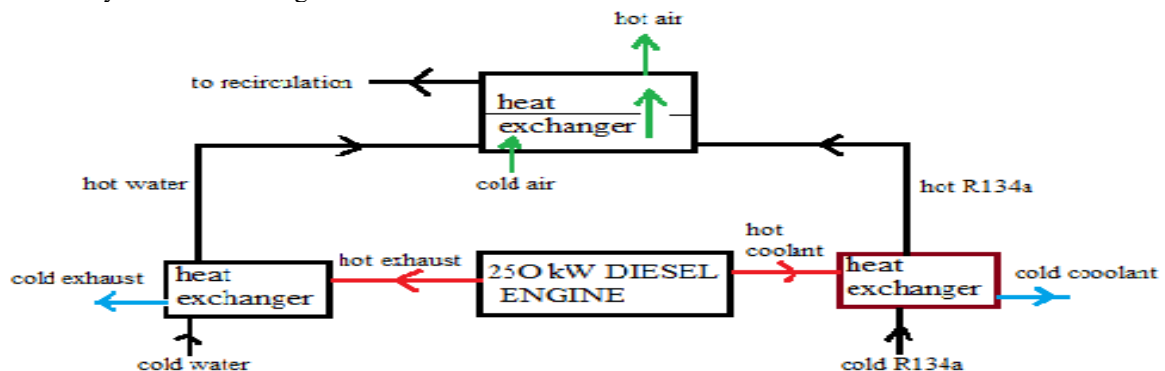 hot air
to recirculation
heat
exchanger
cold air
hot water
hot R134a
hot
coolant
hot exhaust
cold exhaust
heat
exchanger
25O kW DIESEL
ENGINE
heat
exchanger
cold cooolant
cold water
cold R134a